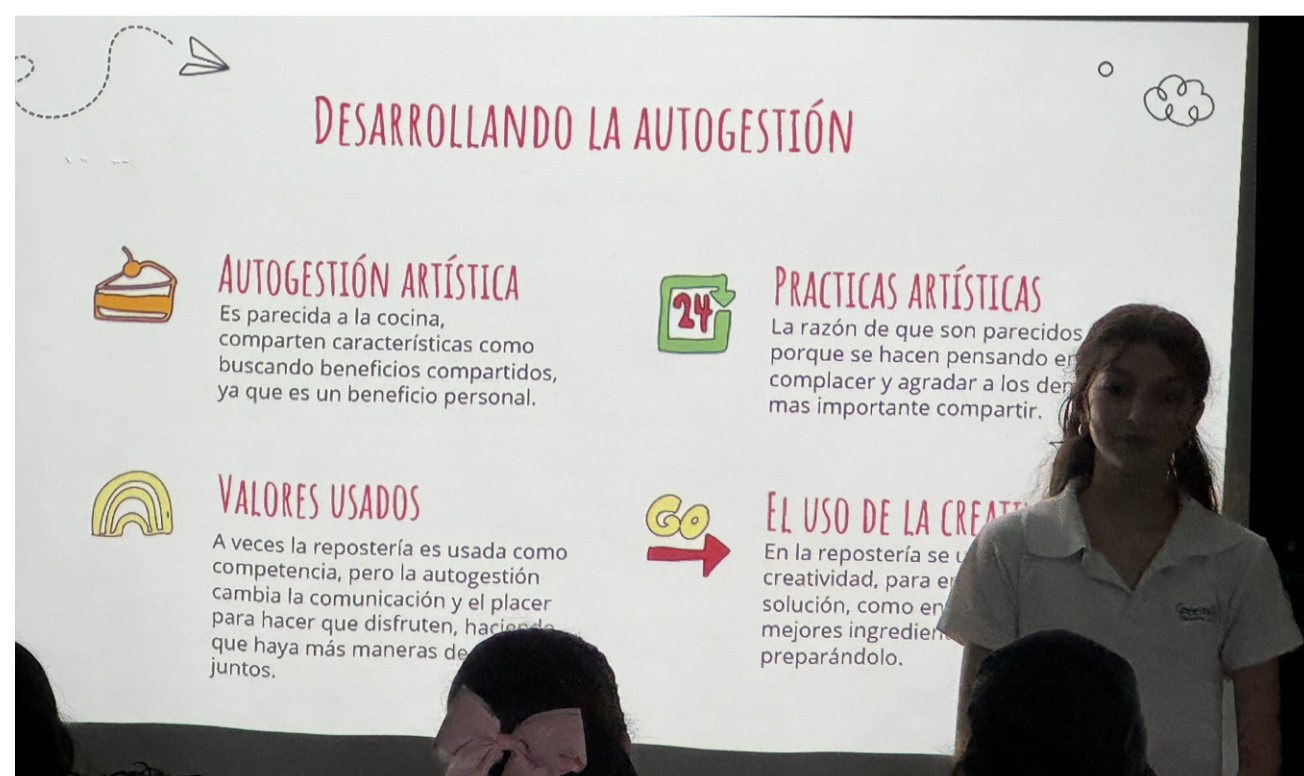 DESARROLLANDO LA AUTOGESTIÓN
AUTOGESTIÓN ARTÍSTICA
Es parecida a la cocina,
comparten características como
buscando beneficios compartidos,
ya que es un beneficio personal.
PRACTICAS ARTÍSTICAS
24
La razón de que son parecidos
porque se hacen pensando
complacer y agradar a los
mas importante compartir.
VALORES USADOS
A veces la repostería es usada como
competencia, pero la autogestión
cambia la comunicación y el placer
para hacer que disfruten, haciendo
que haya más maneras de
juntos.
GO
EL USO DE LA
En la repostería se
creatividad, para
solución, como en
mejores
preparándolo.